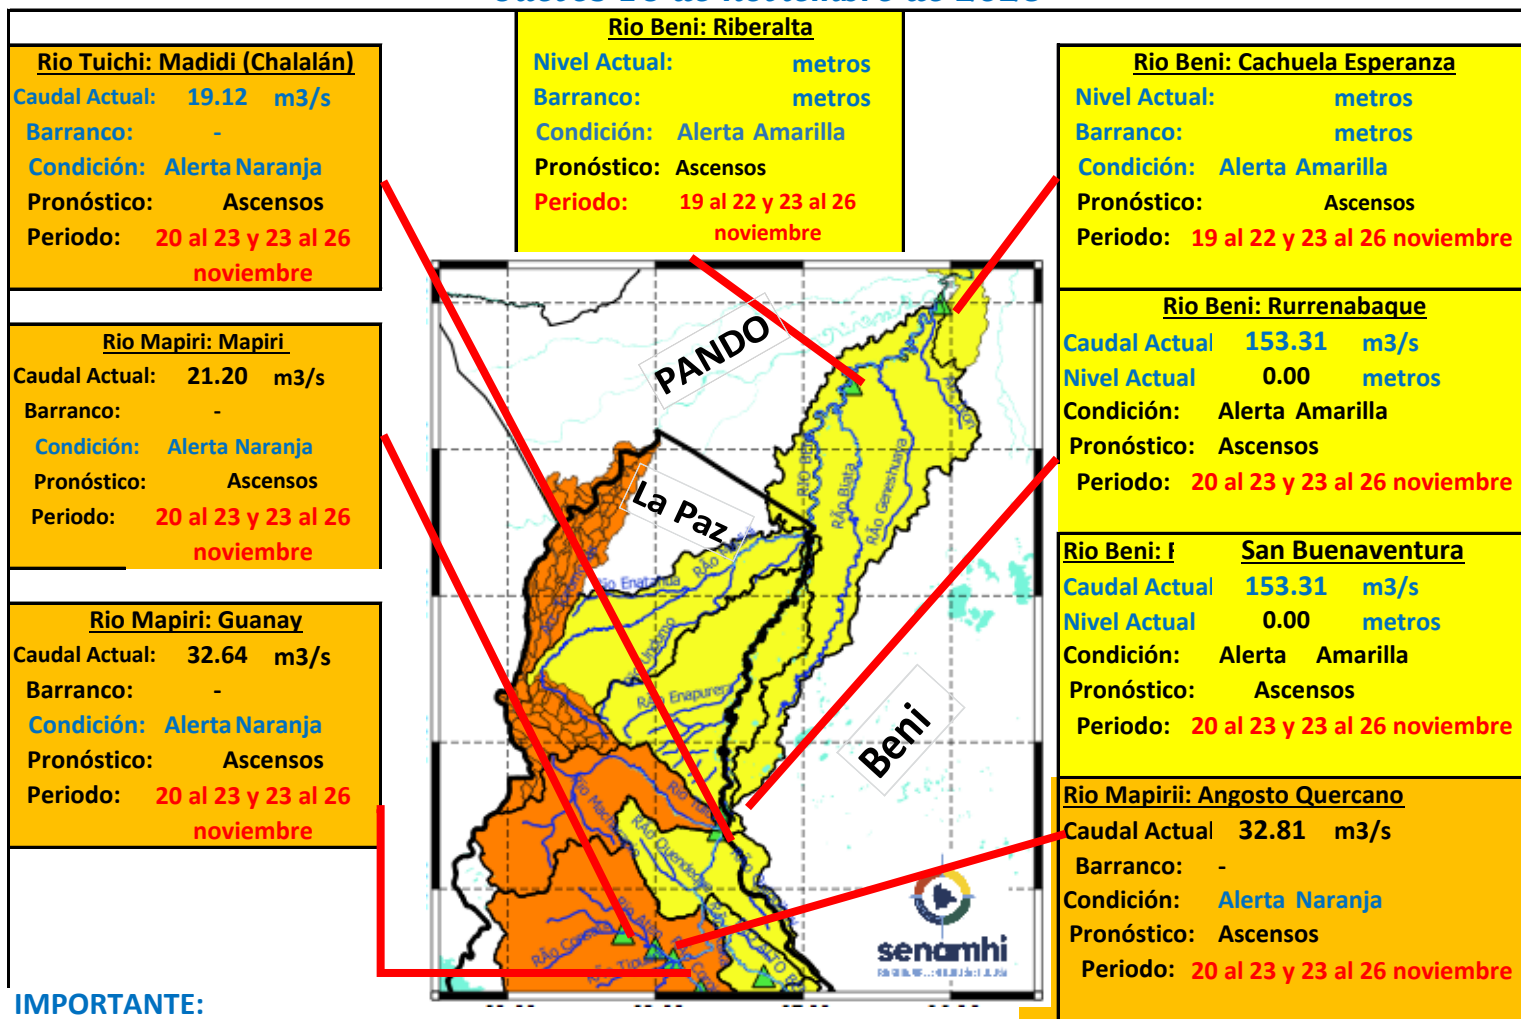 Rio Tuichi: Madidi (Chalalán)
Caudal Actual: 19.12 m3/s
Barranco: -
Condición: Alerta Naranja
Pronóstico: Ascensos
Periodo: 20 al 23 y 23 al 26
noviembre
Rio Mapiri: Mapiri
Caudal Actual: 21.20 m3/s
Barranco: -
Condición: Alerta Naranja
Pronóstico: Ascensos
Periodo: 20 al 23 y 23 al 26
noviembre
Rio Mapiri: Guanay
Caudal Actual: 32.64 m3/s
Barranco: -
Condición: Alerta Naranja
Pronóstico: Ascensos
Periodo: 20 al 23 y 23 al 26
noviembre
IMPORTANTE:
Rio Beni: Riberalta
Nivel Actual: metros
Barranco: metros
Condición: Alerta Amarilla
Pronóstico: Ascensos
Periodo: 19 al 22 y 23 al 26
noviembre
PANDO
La Paz
Beni
RÃo Biata
RÃo Geneshuaya
Rio Enatahua
RÃo Enapurera
RÃo Quendeque
senamhi
Rio Beni: Cachuela Esperanza
Nivel Actual: metros
Barranco: metros
Condición: Alerta Amarilla
Pronóstico: Ascensos
Periodo: 19 al 22 y 23 al 26 noviembre
Rio Beni: Rurrenabaque
Caudal Actual 153.31 m3/s
Nivel Actual 0.00 metros
Condición: Alerta Amarilla
Pronóstico: Ascensos
Periodo: 20 al 23 y 23 al 26 noviembre
Rio Beni: San Buenaventura
Caudal Actual 153.31 m3/s
Nivel Actual 0.00 metros
Condición: Alerta Amarilla
Pronóstico: Ascensos
Periodo: 20 al 23 y 23 al 26 noviembre
Rio Mapirii: Angosto Quercano
Caudal Actual 32.81 m3/s
Barranco: -
Condición: Alerta Naranja
Pronóstico: Ascensos
Periodo: 20 al 23 y 23 al 26 noviembre